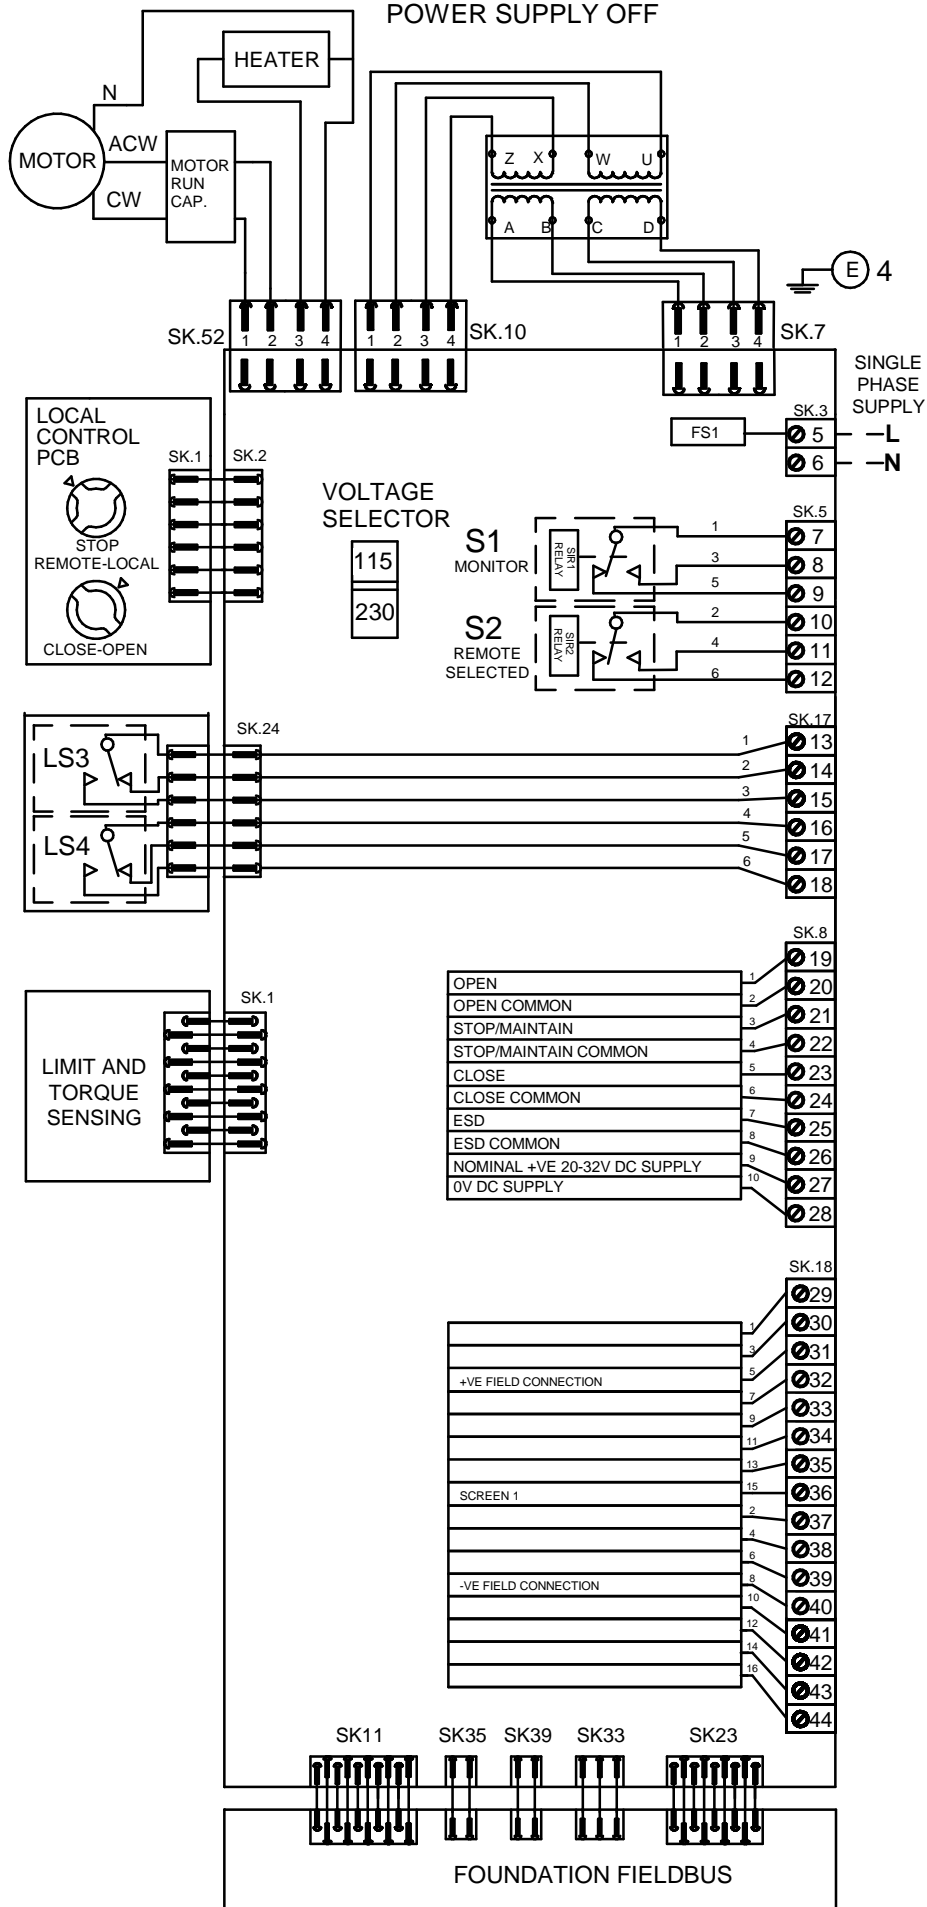 POWER SUPPLY OFF
HEATER
N
ACW
MOTOR
CW
MOTOR
RUN
CAP.
Z X W U
A B C D
E 4
SK.52
1 2 3 4
1 2 3 4
SK.10
1 2 3 4
SK.7
SINGLE
PHASE
SUPPLY
SK.3
FS1
5 L
6 N
LOCAL
CONTROL
PCB
STOP
REMOTE-LOCAL
CLOSE-OPEN
SK.1 SK.2
VOLTAGE
SELECTOR
115
230
S1
MONITOR
SIR1
RELAY
S2
REMOTE
SELECTED
SIR2
RELAY
SK.5
1 7
3 8
5 9
2 10
4 11
6 12
LS3
LS4
SK.24
SK.17
1 13
2 14
3 15
4 16
5 17
6 18
LIMIT AND
TORQUE
SENSING
SK.1
SK.8
OPEN 1 19
OPEN COMMON 2 20
STOP/MAINTAIN 3 21
STOP/MAINTAIN COMMON 4 22
CLOSE 5 23
CLOSE COMMON 6 24
ESD 7 25
ESD COMMON 8 26
NOMINAL +VE 20-32V DC SUPPLY 9 27
0V DC SUPPLY 10 28
SK.18
1 29
3 30
+VE FIELD CONNECTION 5 31
7 32
9 33
11 34
13 35
SCREEN 1 15 36
2 37
4 38
6 39
-VE FIELD CONNECTION 8 40
10 41
12 42
14 43
16 44
SK11 SK35 SK39 SK33 SK23
FOUNDATION FIELDBUS